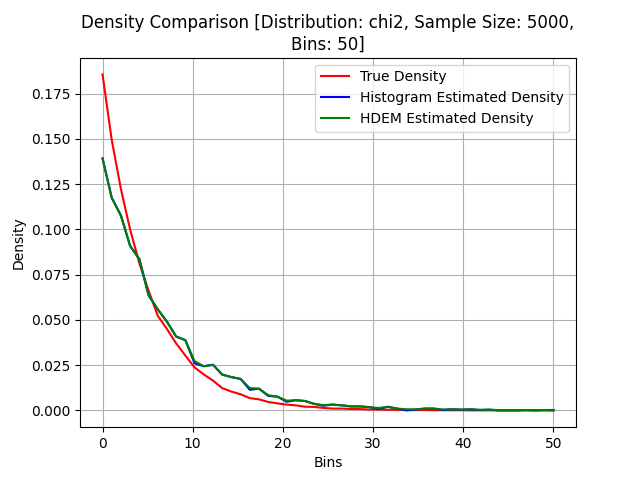 Density Comparison [Distribution: chi2, Sample Size: 5000,
Bins: 50]
True Density
Histogram Estimated Density
HDEM Estimated Density
Density
0.175
0.150
0.125
0.100
0.075
0.050
0.025
0.000
0 10 20 30 40 50
Bins